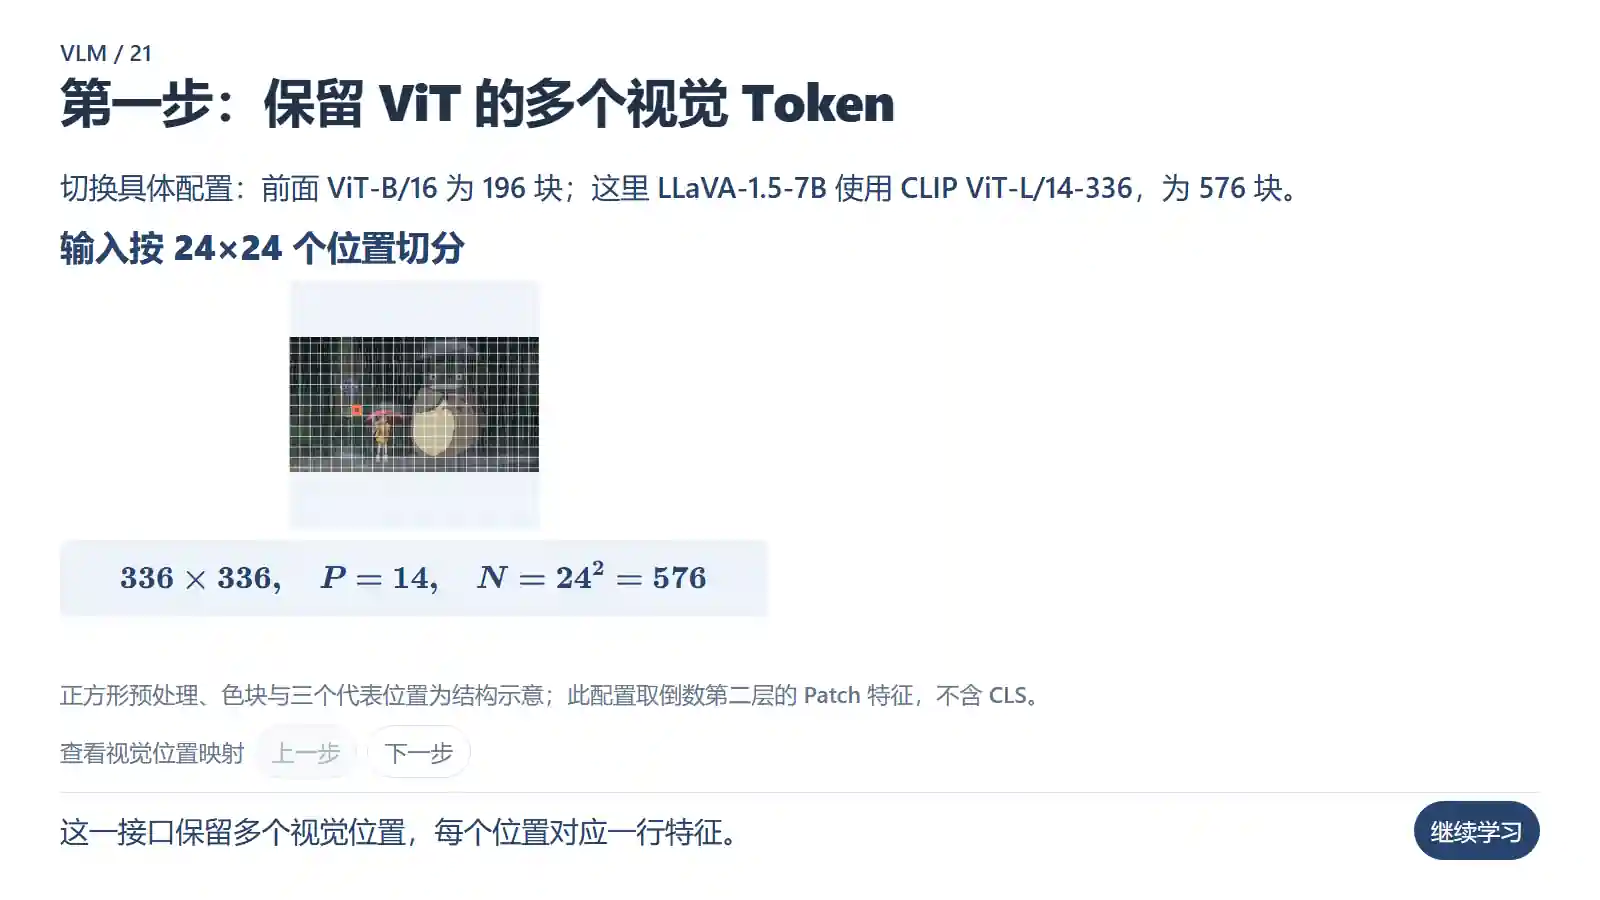 VLM / 21
第一步：保留 ViT 的多个视觉 Token
切换具体配置：前面 ViT-B/16 为 196 块；这里 LLaVA-1.5-7B 使用 CLIP ViT-L/14-336，为 576 块。
输入按 24×24 个位置切分
336 × 336, P = 14, N = 24² = 576
正方形预处理、色块与三个代表位置为结构示意；此配置取倒数第二层的 Patch 特征，不含 CLS。
查看视觉位置映射 上一步 下一步
这一接口保留多个视觉位置，每个位置对应一行特征。
继续学习